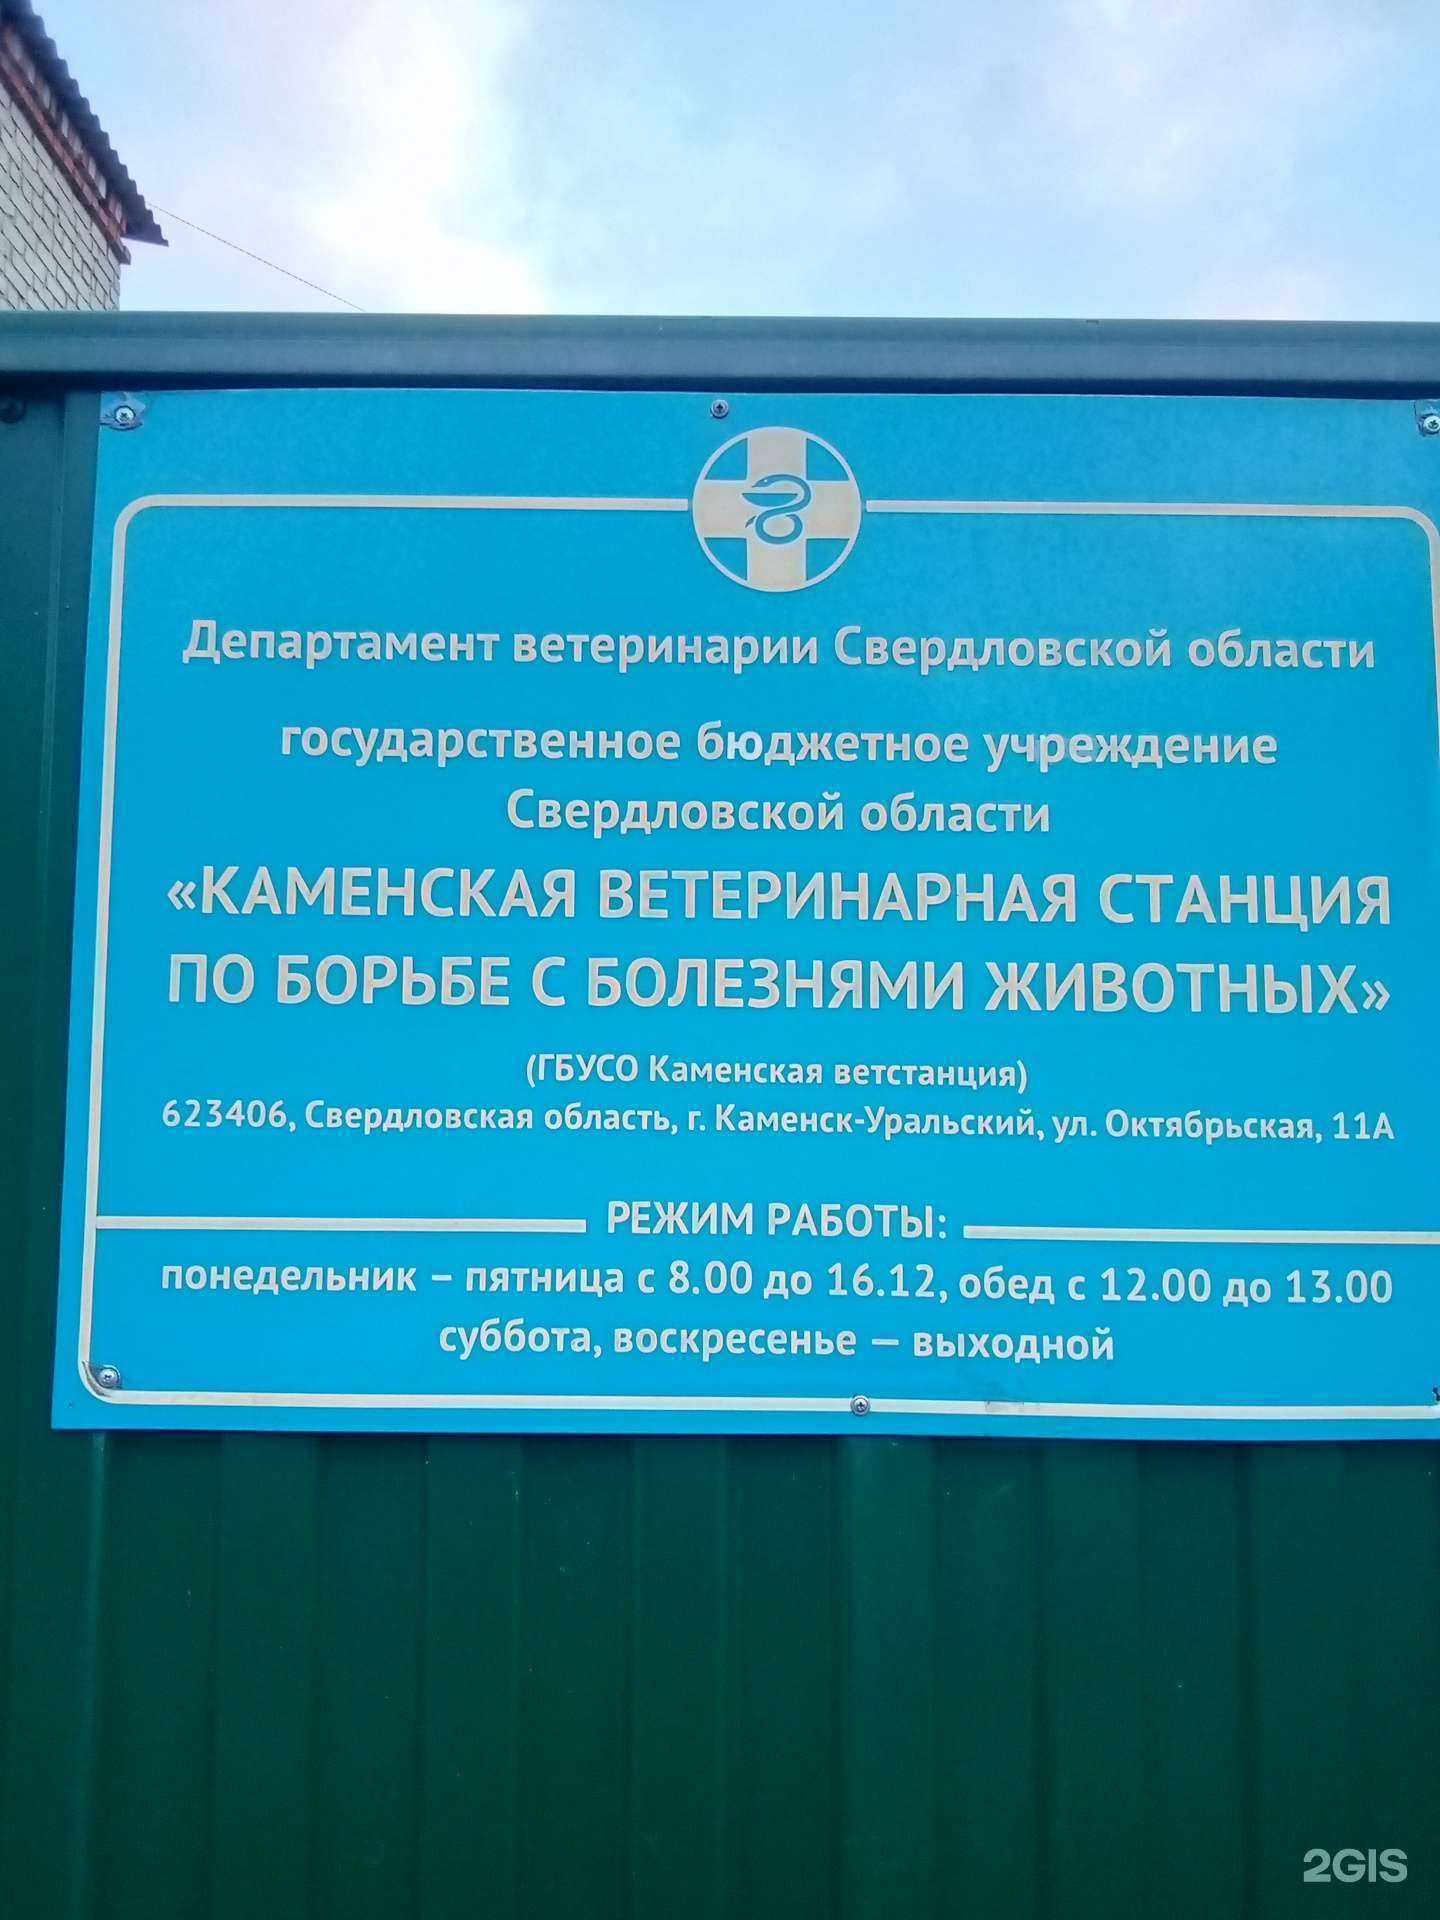 Департамент ветеринарии Свердловской области
государственное бюджетное учреждение
Свердловской области
«КАМЕНСКАЯ ВЕТЕРИНАРНАЯ СТАНЦИЯ
ПО БОРЬБЕ С БОЛЕЗНЯМИ ЖИВОТНЫХ»
(ГБУСО Каменская ветстанция)
623406, Свердловская область, г. Каменск-Уральский, ул. Октябрьская, 11А
РЕЖИМ РАБОТЫ:
понедельник – пятница с 8.00 до 16.12, обед с 12.00 до 13.00
суббота, воскресенье — выходной
2GIS